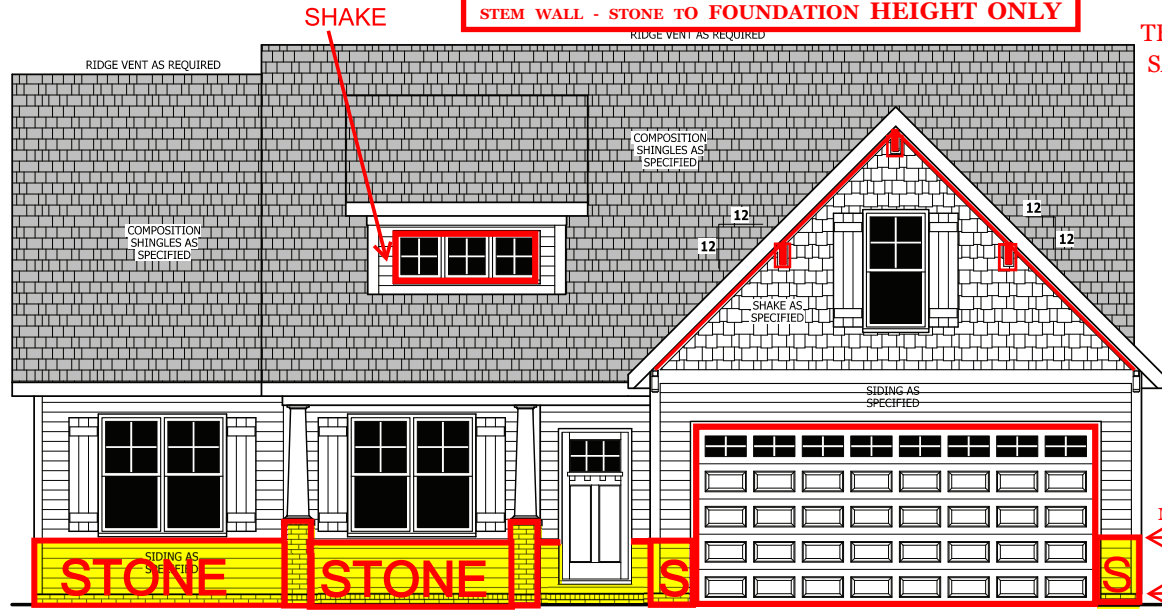 SHAKE
STEM WALL - STONE TO FOUNDATION HEIGHT ONLY
RIDGE VENT AS REQUIRED
RIDGE VENT AS REQUIRED
COMPOSITION
SHINGLES AS
SPECIFIED
COMPOSITION
SHINGLES AS
SPECIFIED
12
12
12
12
SHAKE AS
SPECIFIED
SIDING AS
SPECIFIED
SIDING AS
STONE
STONE
S
S